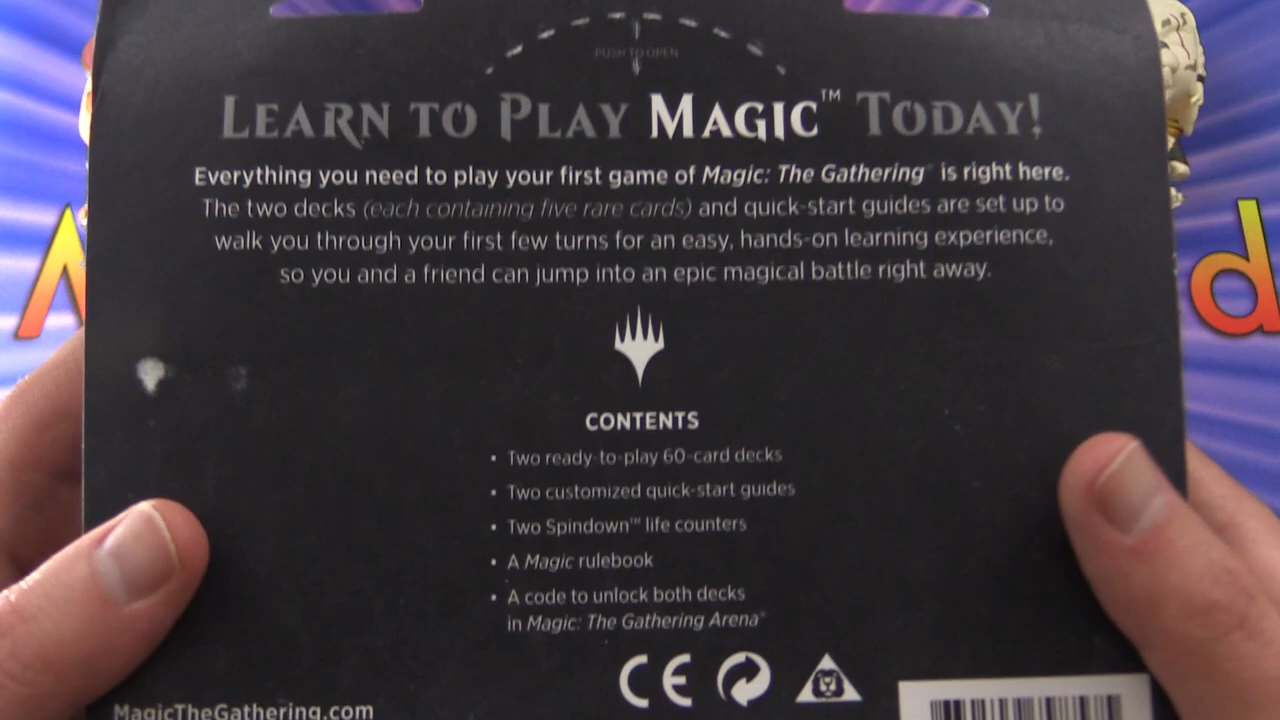 PUSH TO OPEN
LEARN TO PLAY MAGIC™ TODAY!
Everything you need to play your first game of Magic: The Gathering® is right here.
The two decks (each containing five rare cards) and quick-start guides are set up to
walk you through your first few turns for an easy, hands-on learning experience,
so you and a friend can jump into an epic magical battle right away.
CONTENTS
• Two ready-to-play 60-card decks
• Two customized quick-start guides
• Two Spindown™ life counters
• A Magic rulebook
• A code to unlock both decks
in Magic: The Gathering Arena®
CE
MagicTheGathering.com
d